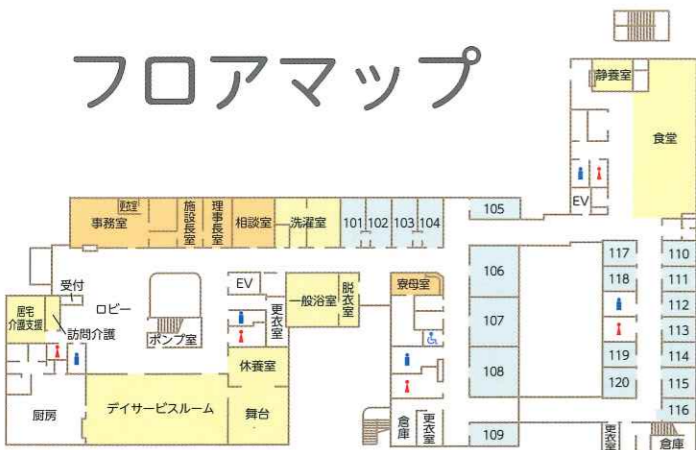 フロアマップ
静養室
食堂
EV
更衣室
事務室
施設長室
理事長室
相談室
洗濯室
101
102
103
104
105
受付
ロビー
居宅
介護支援
訪問介護
ポンプ室
EV
更衣室
一般浴室
脱衣室
寮母室
106
107
108
109
117
118
119
120
110
111
112
113
114
115
116
休養室
厨房
デイサービスルーム
舞台
倉庫
更衣室
更衣室
倉庫